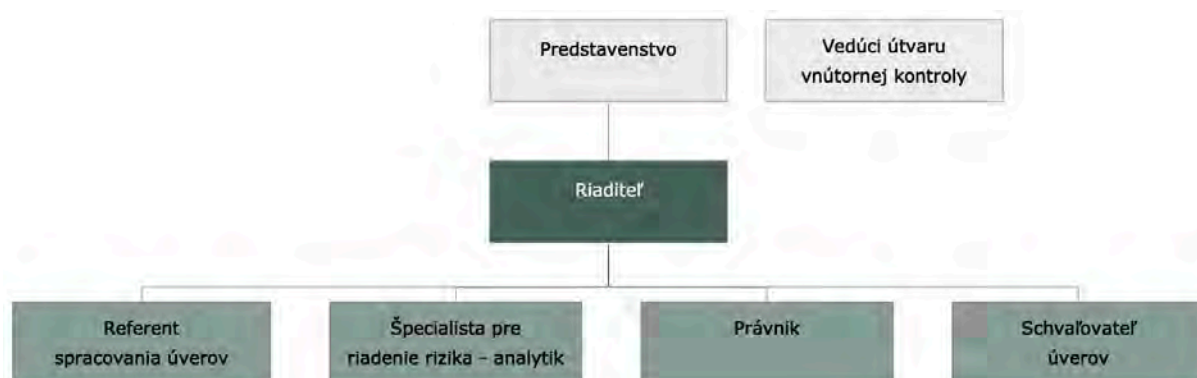 Predstavenstvo
Vedúci útvaru
vnútornej kontroly
Riaditeľ
Referent
spracovania úverov
Špecialista pre
riadenie rizika – analytik
Právnik
Schvaľovateľ
úverov